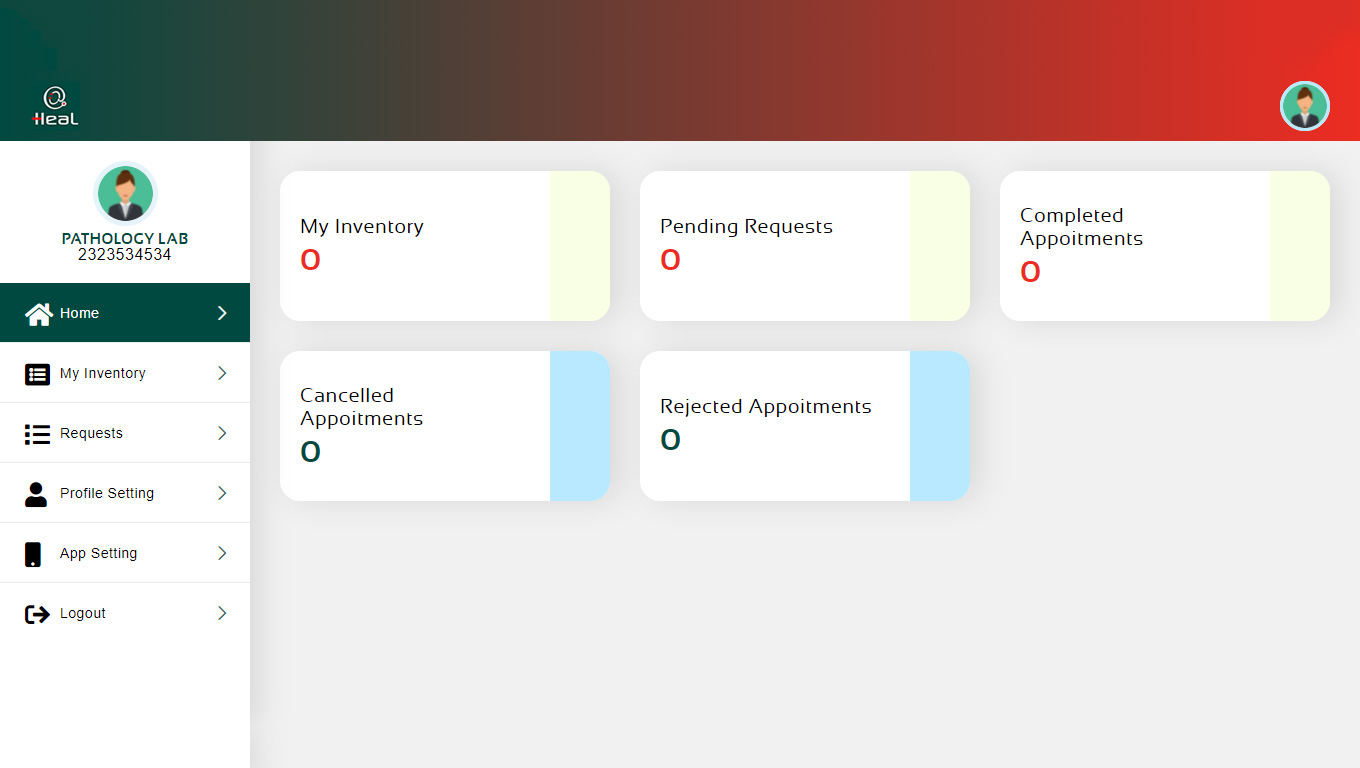 Heal
PATHOLOGY LAB
2323534534
Home
My Inventory
Requests
Profile Setting
App Setting
Logout
My Inventory
0
Pending Requests
0
Completed
Appoitments
0
Cancelled
Appoitments
0
Rejected Appoitments
0